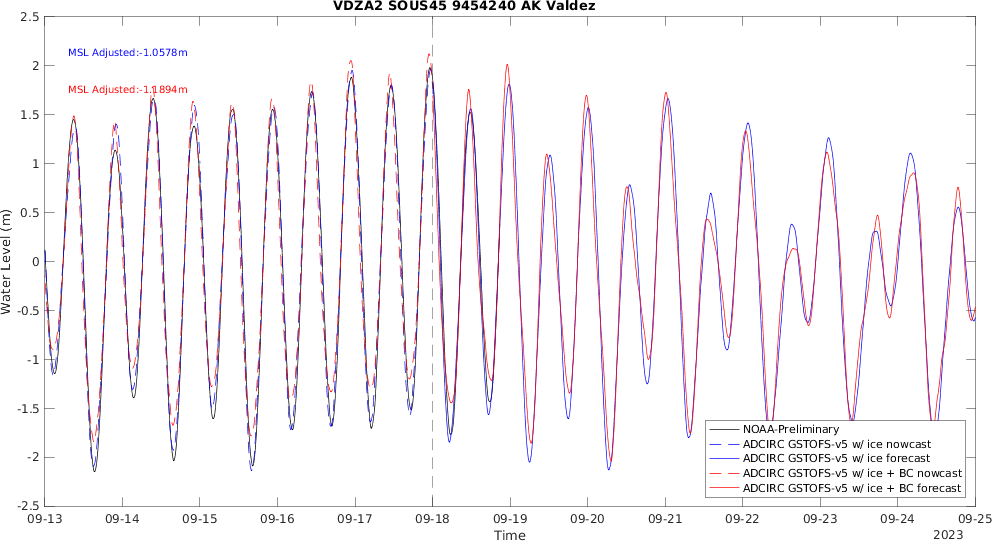 VDZA2 SOUS45 9454240 AK Valdez
MSL Adjusted:-1.0578m
MSL Adjusted:-1.1894m
Water Level (m)
2.5
2
1.5
1
0.5
0
-0.5
-1
-1.5
-2
-2.5
NOAA-Preliminary
ADCIRC GSTOFS-v5 w/ ice nowcast
ADCIRC GSTOFS-v5 w/ ice forecast
ADCIRC GSTOFS-v5 w/ ice + BC nowcast
ADCIRC GSTOFS-v5 w/ ice + BC forecast
09-13 09-14 09-15 09-16 09-17 09-18 09-19 09-20 09-21 09-22 09-23 09-24 09-25
Time
2023